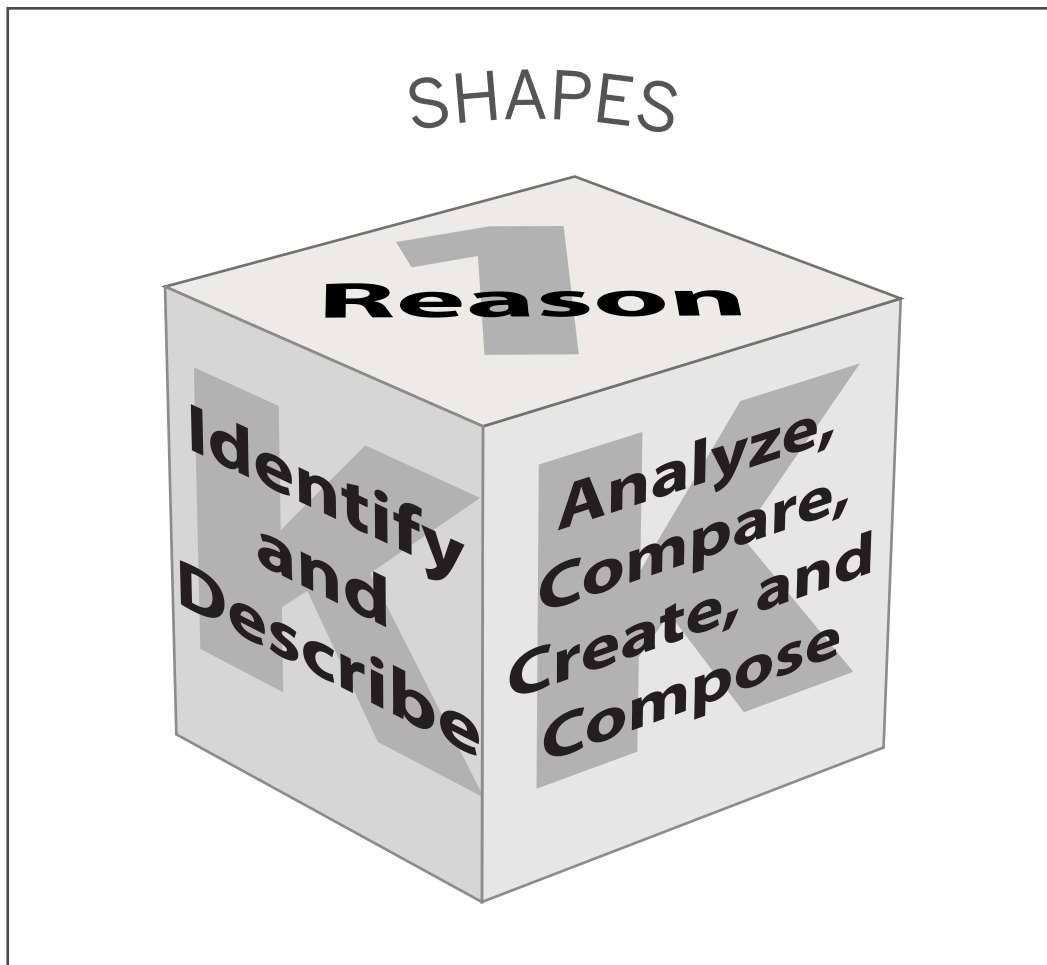 SHAPES
1
Reason
K
Identify
and
Describe
K
Analyze,
Compare,
Create, and
Compose